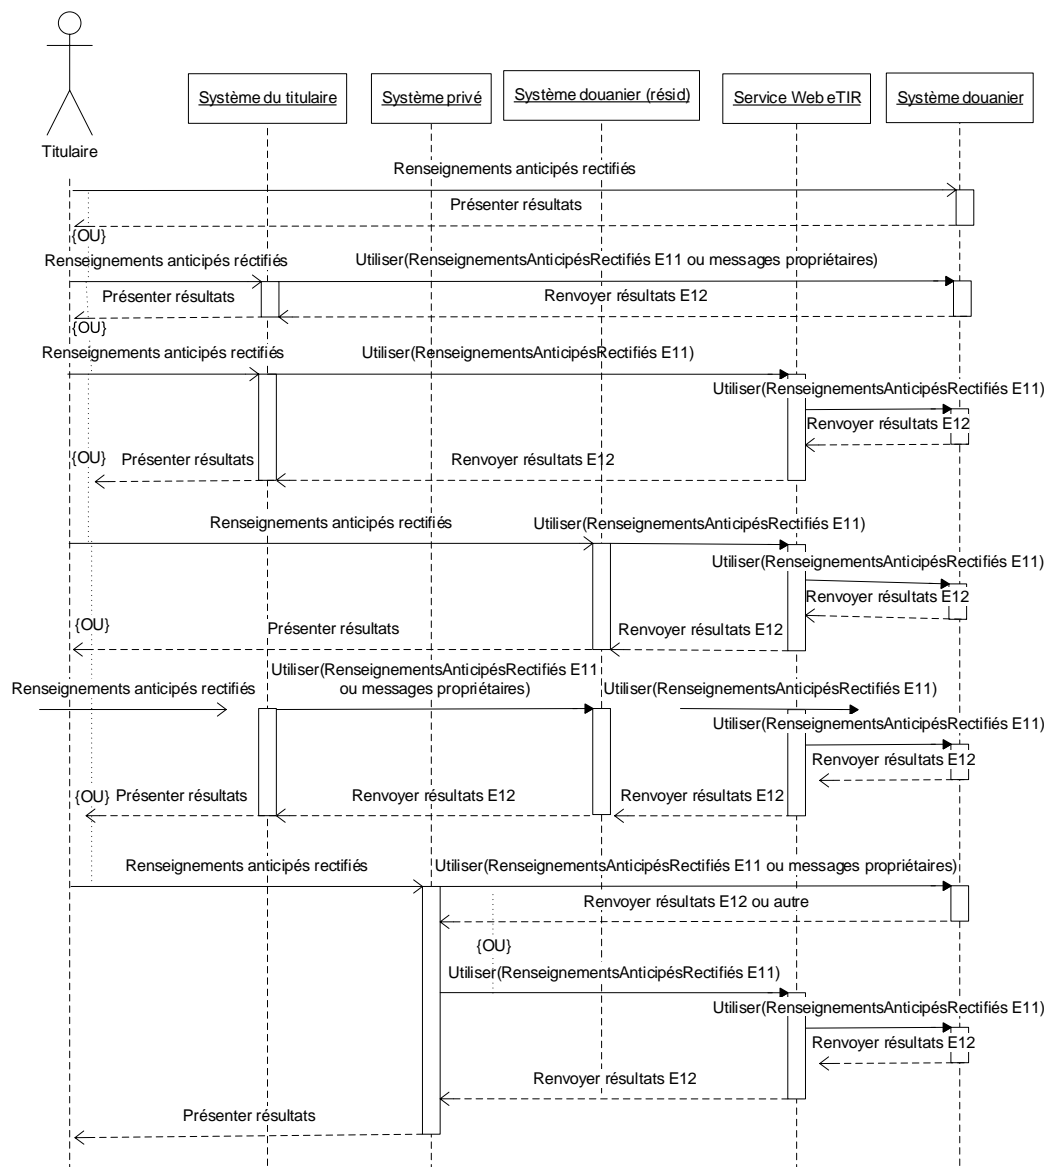 Système du titulaire
Système privé
Système douanier (résid)
Service Web eTIR
Système douanier
Titulaire
Renseignements anticipés rectifiés
Présenter résultats
{OU}
Renseignements anticipés réctifiés
Utiliser(RenseignementsAnticipésRectifiés E11 ou messages propriétaires)
Présenter résultats
Renvoyer résultats E12
{OU}
Renseignements anticipés rectifiés
Utiliser(RenseignementsAnticipésRectifiés E11)
Utiliser(RenseignementsAnticipésRectifiés E11)
Renvoyer résultats E12
{OU}
Présenter résultats
Renvoyer résultats E12
Renseignements anticipés rectifiés
Utiliser(RenseignementsAnticipésRectifiés E11)
Utiliser(RenseignementsAnticipésRectifiés E11)
Renvoyer résultats E12
{OU}
Présenter résultats
Renvoyer résultats E12
Utiliser(RenseignementsAnticipésRectifiés E11
ou messages propriétaires)
Renseignements anticipés rectifiés
Utiliser(RenseignementsAnticipésRectifiés E11)
Utiliser(RenseignementsAnticipésRectifiés E11)
Renvoyer résultats E12
{OU}
Présenter résultats
Renvoyer résultats E12
Renvoyer résultats E12
Renseignements anticipés rectifiés
Utiliser(RenseignementsAnticipésRectifiés E11 ou messages propriétaires)
Renvoyer résultats E12 ou autre
{OU}
Utiliser(RenseignementsAnticipésRectifiés E11)
Utiliser(RenseignementsAnticipésRectifiés E11)
Renvoyer résultats E12
Renvoyer résultats E12
Présenter résultats